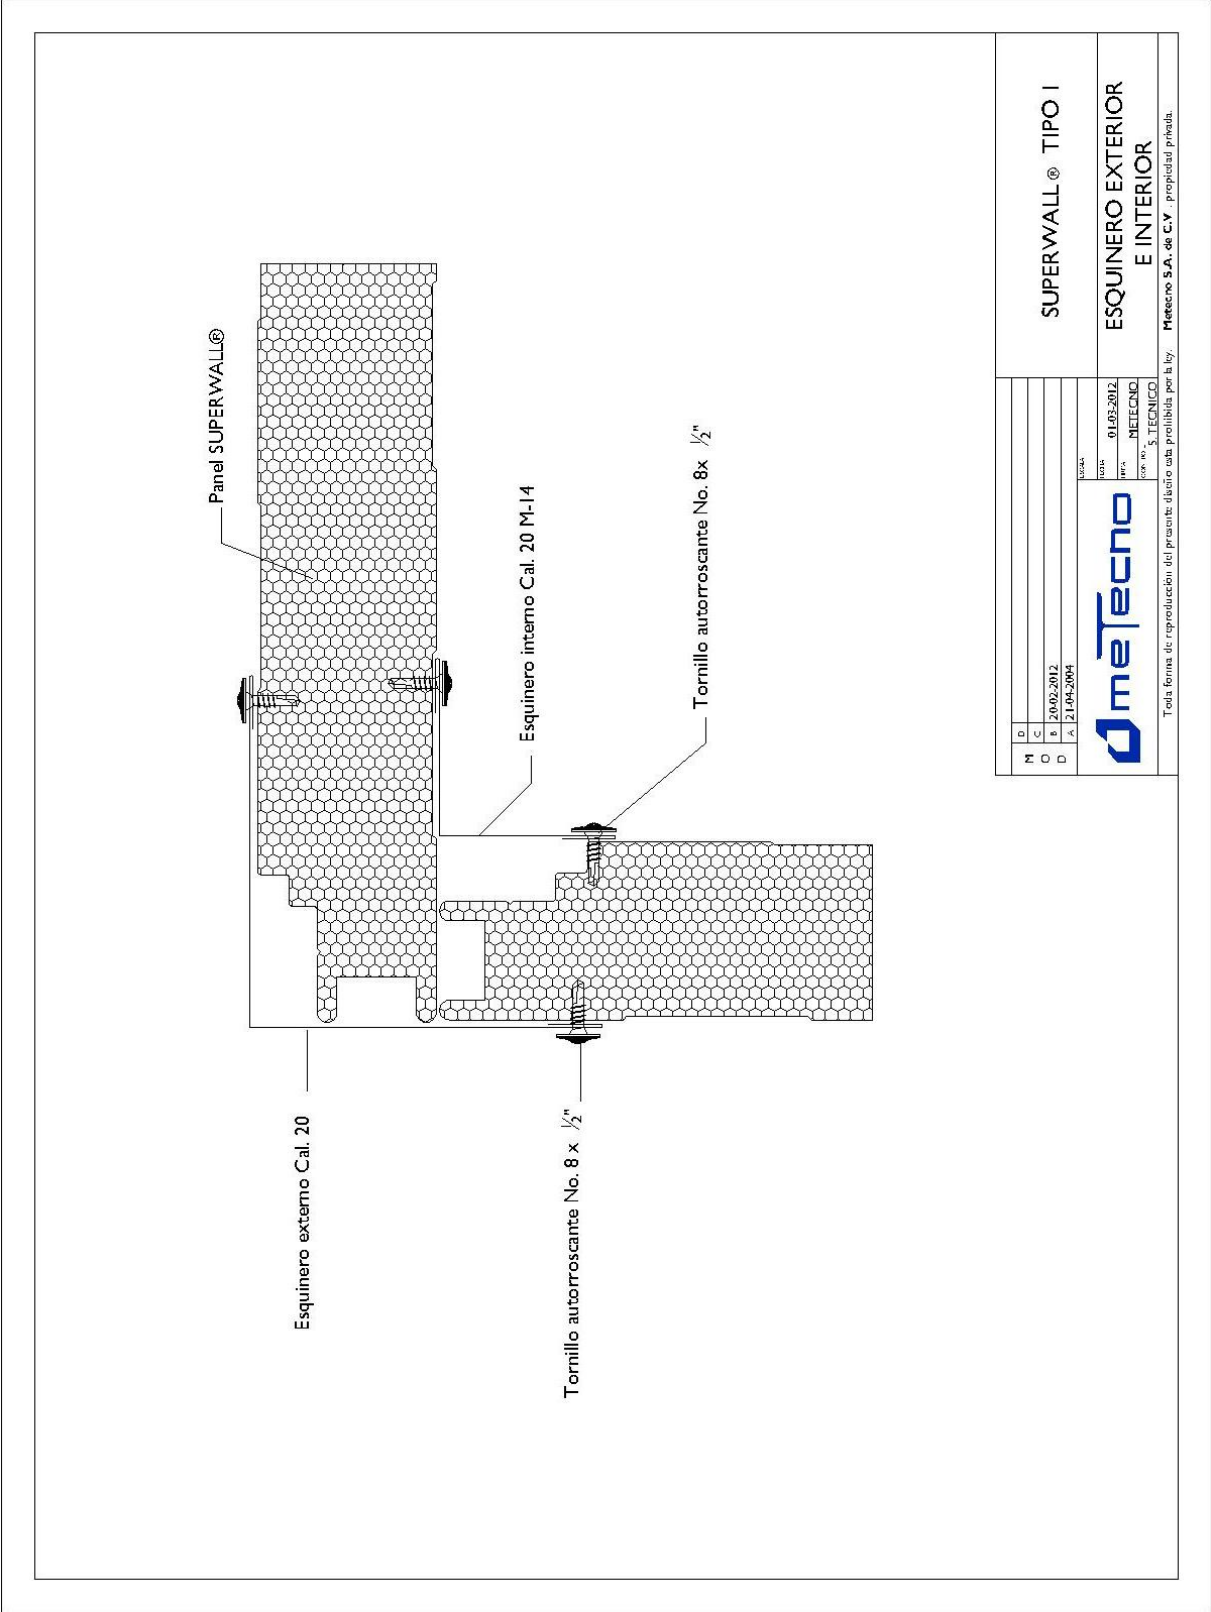 Panel SUPERWALL®
Esquinero interno Cal. 20 M-14
Tornillo autorroscante No. 8x ½"
Esquinero externo Cal. 20
Tornillo autorroscante No. 8 x ½"
SUPERWALL ® TIPO I
ESQUINERO EXTERIOR
E INTERIOR
M O D
D
C
B 20-02-2012
A 21-04-2004
ESCALA
FECHA 01-03-2012
METECNO
S. TECNICO
meTecno
Toda forma de reproducción del presente diseño esta prohibida por la ley. Metecno S.A. de C.V . propiedad privada.